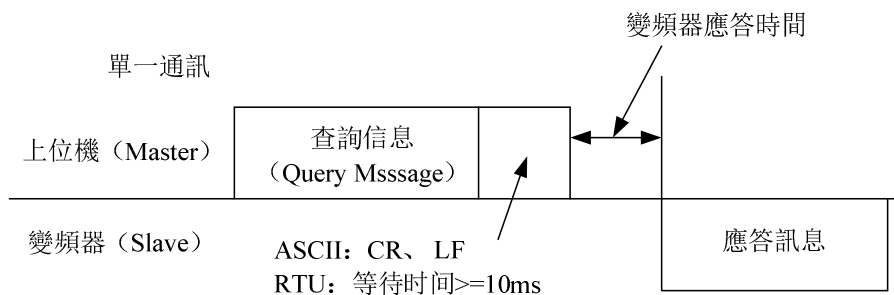 變頻器應答時間
單一通訊
上位機（Master）
查詢信息
（Query Msssage）
變頻器（Slave）
ASCII：CR、LF
RTU：等待时间>=10ms
應答訊息